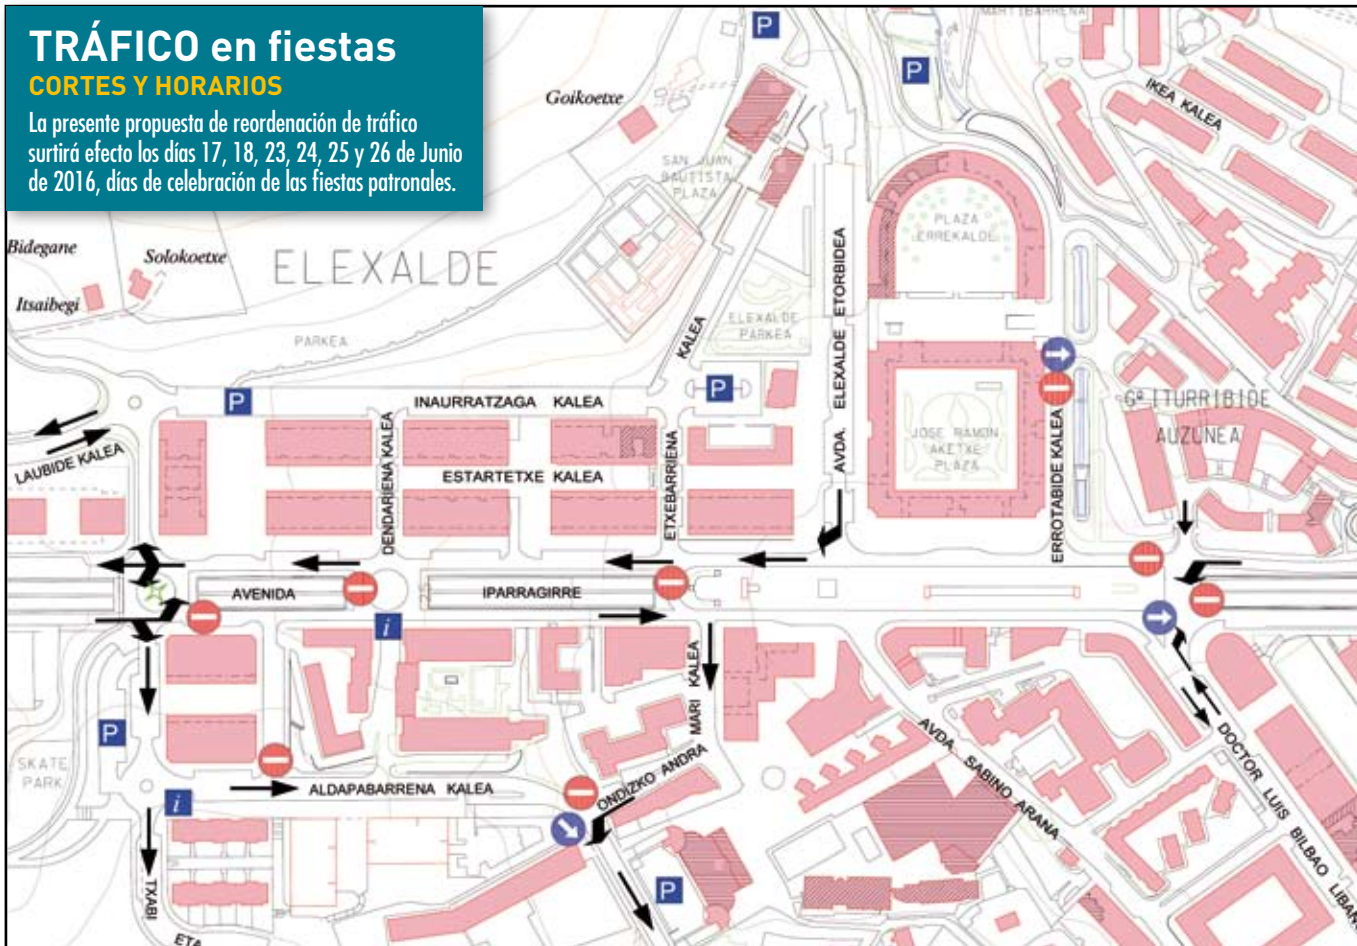 TRÁFICO en fiestas
CORTES Y HORARIOS
La presente propuesta de reordenación de tráfico
surtirá efecto los días 17, 18, 23, 24, 25 y 26 de Junio
de 2016, días de celebración de las fiestas patronales.
MARTIBARRENA
P
P
IKEA KALEA
Goikoetxe
SAN JUAN
BAUTISTA
PLAZA
PLAZA
ERREKALDE
Bidegane
Solokoetxe
Itsaibegi
ELEXALDE
PARKEA
KALEA
ELEXALDE
PARKEA
AVDA. ELEXALDE ETORBIDEA
P
P
INAURRATZAGA KALEA
Gº ITURRIBIDE
AUZUNEA
JOSE RAMON
AKETXE
PLAZA
LAUBIDE KALEA
DENDARIENA KALEA
ESTARTETXE KALEA
ETXEBARRIENA
ERROTABIDE KALEA
AVENIDA
IPARRAGIRRE
i
MARI KALEA
P
SKATE
PARK
AVDA SABINO ARANA
DOCTOR LUIS BILBAO LIBANO
ALDAPABARRENA KALEA
ONDIZKO ANDRA
i
P
TXABI
ETA